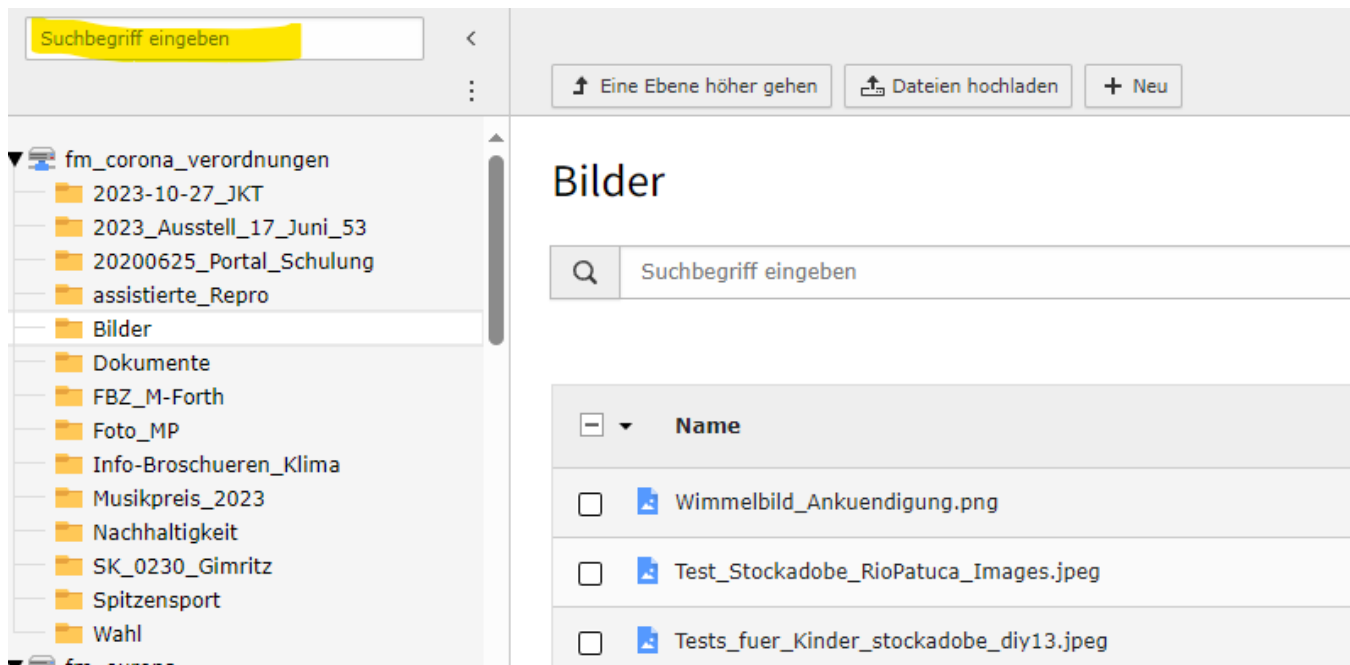 Suchbegriff eingeben
Eine Ebene höher gehen
Dateien hochladen
Neu
fm_corona_verordnungen
2023-10-27_JKT
2023_Ausstell_17_Juni_53
20200625_Portal_Schulung
assistierte_Repro
Bilder
Dokumente
FBZ_M-Forth
Foto_MP
Info-Broschueren_Klima
Musikpreis_2023
Nachhaltigkeit
SK_0230_Gimritz
Spitzensport
Wahl
Bilder
Suchbegriff eingeben
Name
Wimmelbild_Ankuendigung.png
Test_Stockadobe_RioPatuca_Images.jpeg
Tests_fuer_Kinder_stockadobe_diy13.jpeg